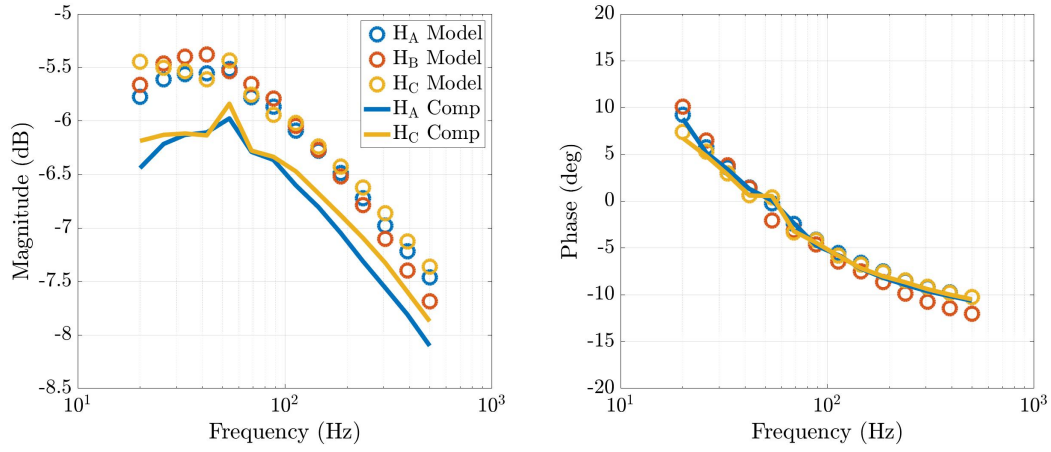 -5
-5.5
-6
-6.5
-7
-7.5
-8
-8.5
Magnitude (dB)
H_A Model
H_B Model
H_C Model
H_A Comp
H_C Comp
10^1
10^2
10^3
Frequency (Hz)
20
15
10
5
0
-5
-10
-15
-20
Phase (deg)
10^1
10^2
10^3
Frequency (Hz)